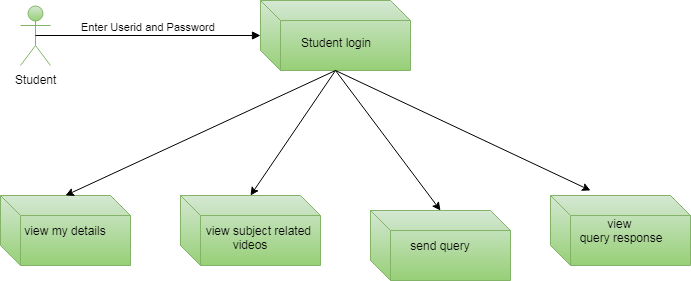 Enter Userid and Password
Student login
Student
view my details
view subject related
videos
send query
view
query response